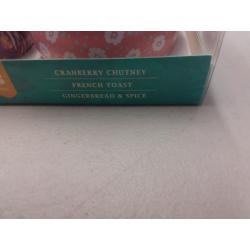 CRANBERRY CHUTNEY
FRENCH TOAST
GINGERBREAD & SPICE